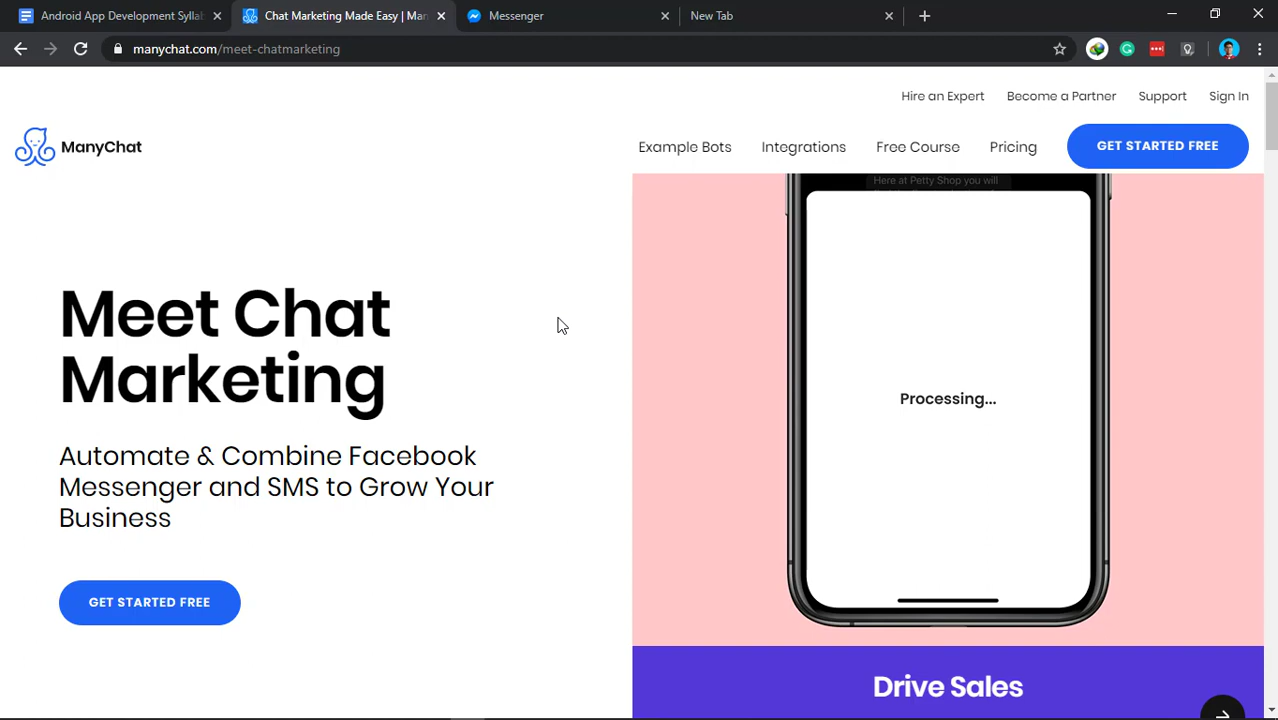 Android App Development Syllab
Chat Marketing Made Easy | Man
Messenger
New Tab
manychat.com/meet-chatmarketing
Hire an Expert
Become a Partner
Support
Sign In
ManyChat
Example Bots
Integrations
Free Course
Pricing
GET STARTED FREE
Here at Petty Shop you will
Meet Chat
Marketing
Processing...
Automate & Combine Facebook
Messenger and SMS to Grow Your
Business
GET STARTED FREE
Drive Sales